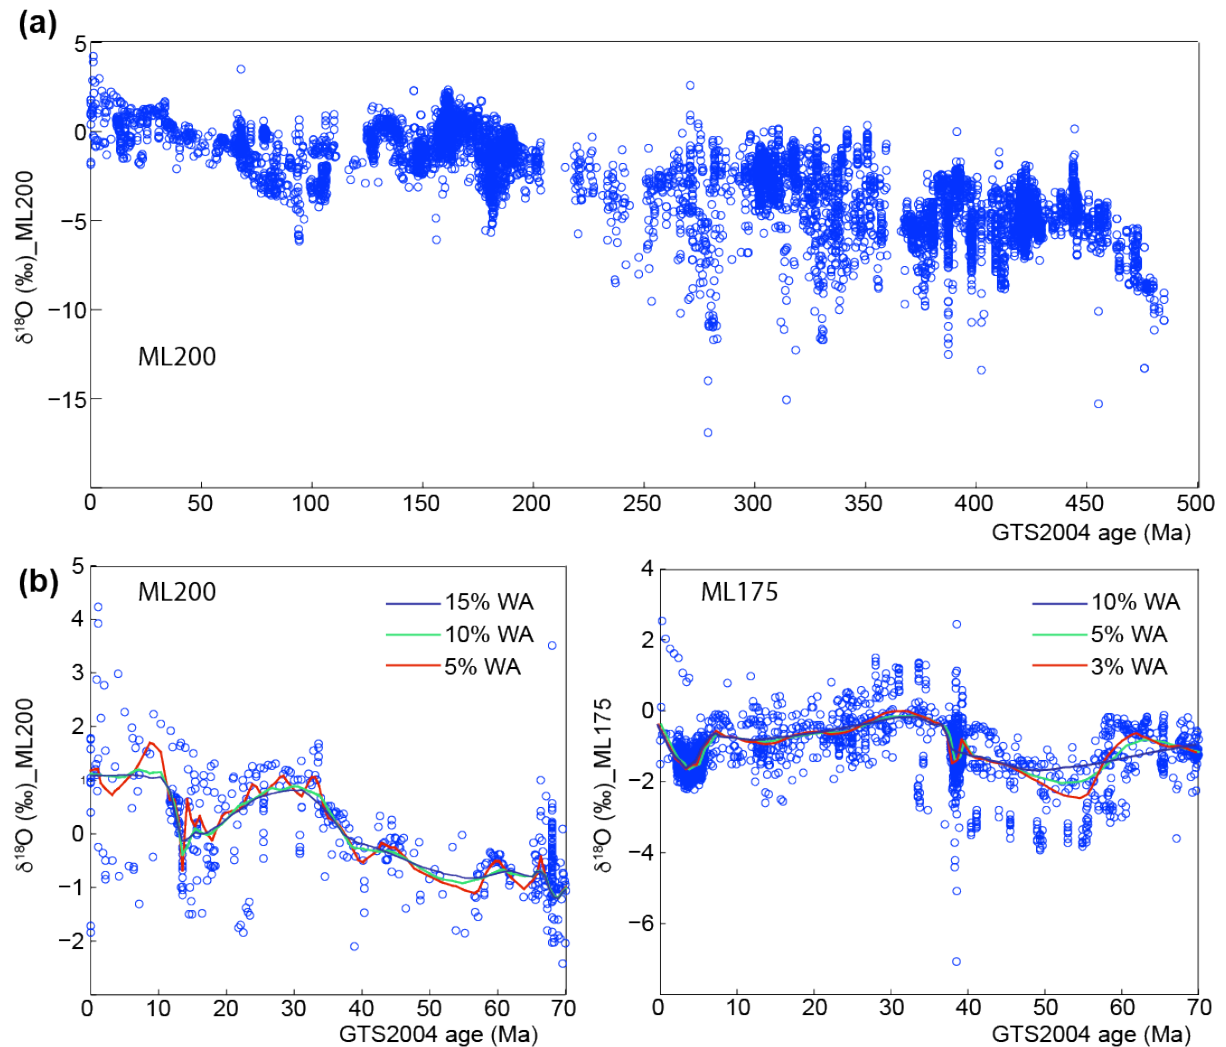 (a)
5
0
−5
−10
−15
δ¹⁸O (‰)_ML200
ML200
0 50 100 150 200 250 300 350 400 450 500
GTS2004 age (Ma)
(b)
5
4
3
2
1
0
−1
−2
δ¹⁸O (‰)_ML200
ML200
15% WA
10% WA
5% WA
0 10 20 30 40 50 60 70
GTS2004 age (Ma)
4
2
0
−2
−4
−6
δ¹⁸O (‰)_ML175
ML175
10% WA
5% WA
3% WA
0 10 20 30 40 50 60 70
GTS2004 age (Ma)